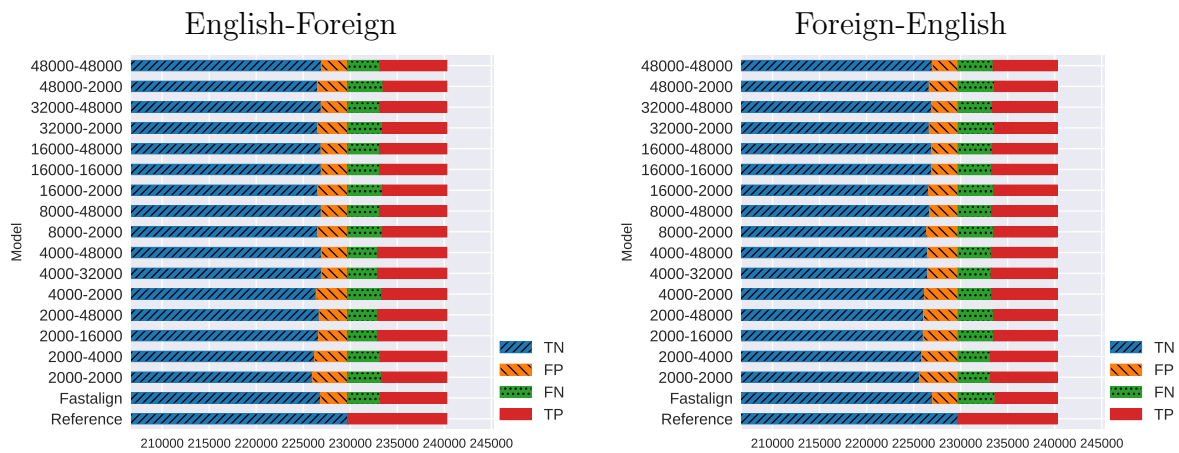 English-Foreign
Model
48000-48000
48000-2000
32000-48000
32000-2000
16000-48000
16000-16000
16000-2000
8000-48000
8000-2000
4000-48000
4000-32000
4000-2000
2000-48000
2000-16000
2000-4000
2000-2000
Fastalign
Reference
210000 215000 220000 225000 230000 235000 240000 245000
TN
FP
FN
TP
Foreign-English
Model
48000-48000
48000-2000
32000-48000
32000-2000
16000-48000
16000-16000
16000-2000
8000-48000
8000-2000
4000-48000
4000-32000
4000-2000
2000-48000
2000-16000
2000-4000
2000-2000
Fastalign
Reference
210000 215000 220000 225000 230000 235000 240000 245000
TN
FP
FN
TP